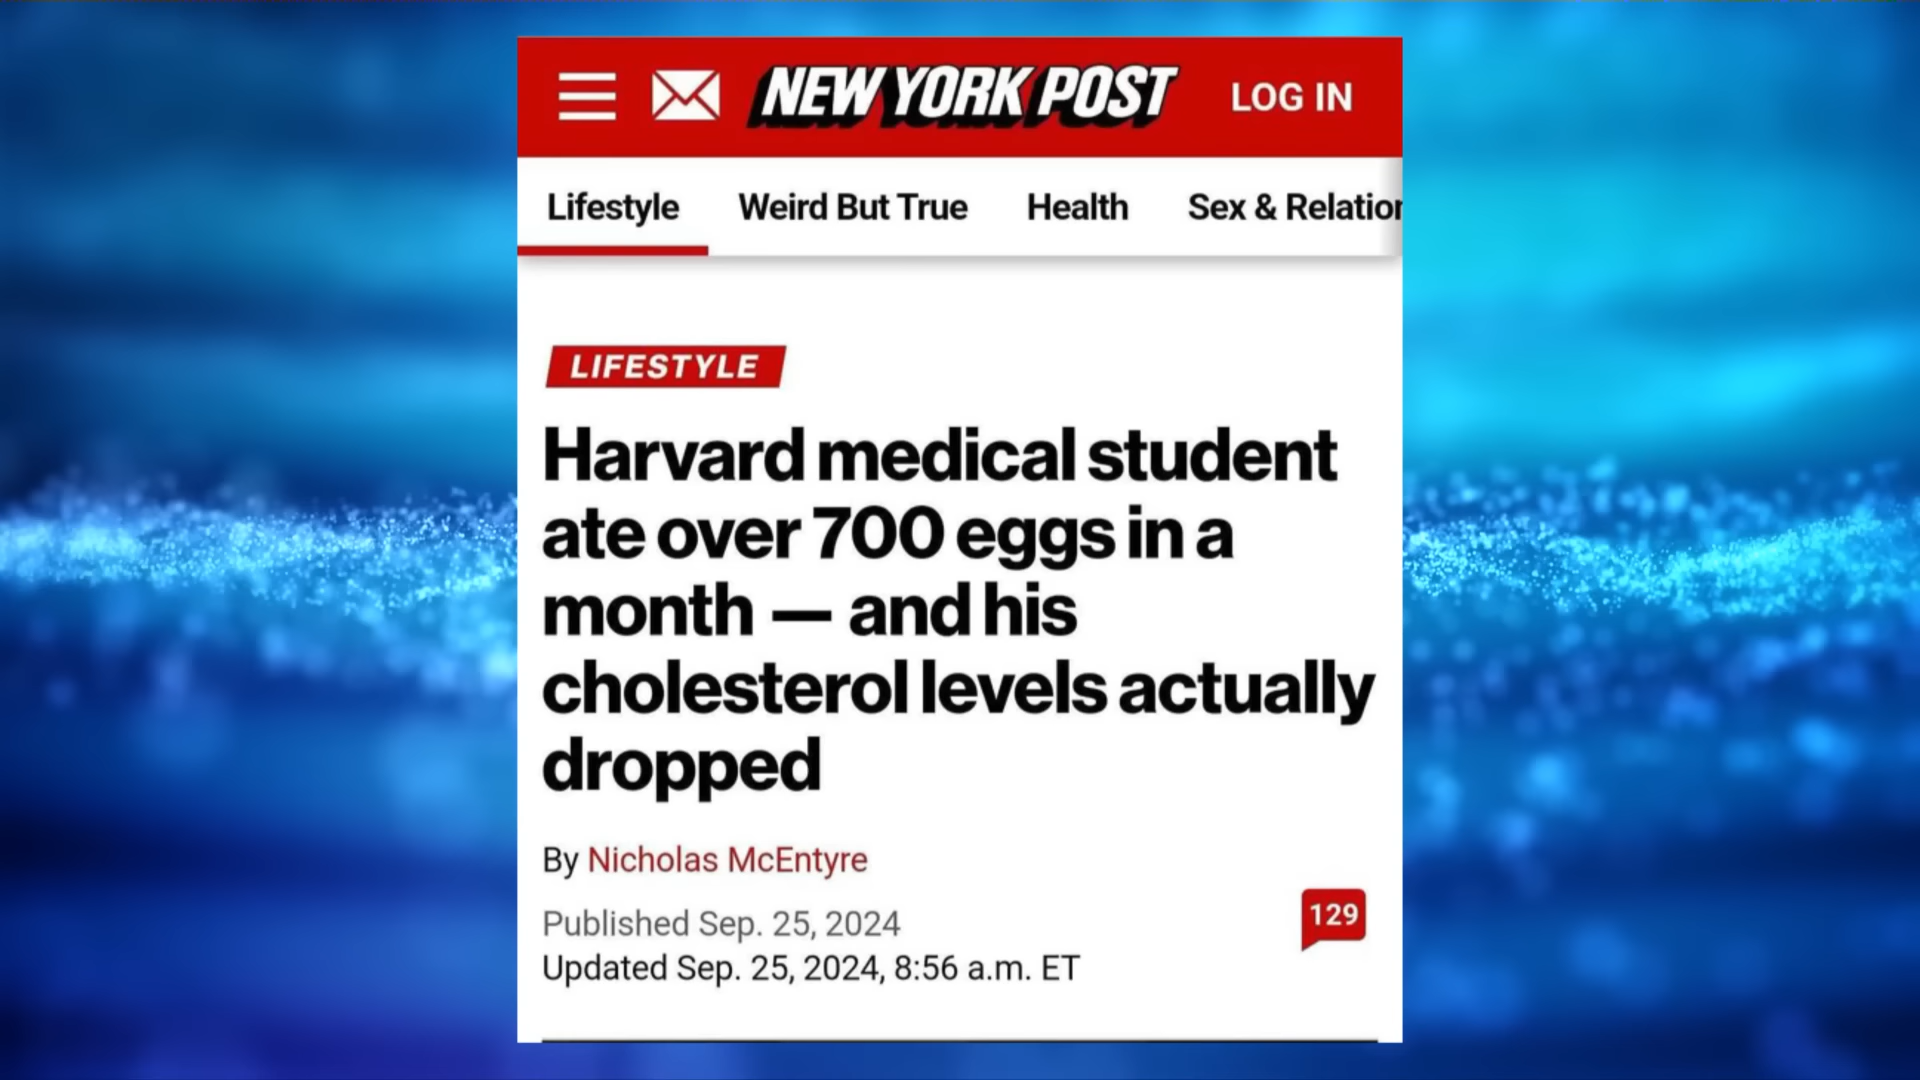 NEW YORK POST LOG IN
Lifestyle Weird But True Health Sex & Relation
LIFESTYLE
Harvard medical student
ate over 700 eggs in a
month — and his
cholesterol levels actually
dropped
By Nicholas McEntyre
Published Sep. 25, 2024
129
Updated Sep. 25, 2024, 8:56 a.m. ET